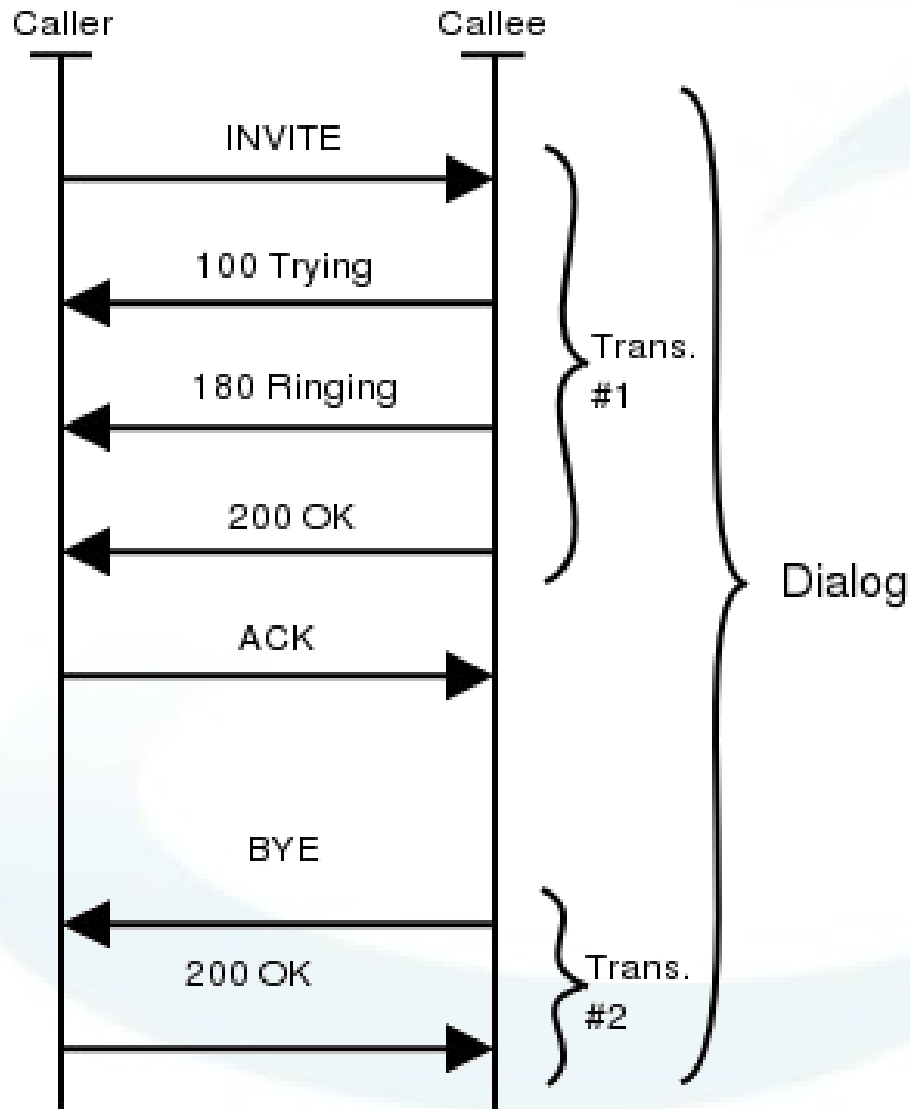 Caller Callee
INVITE
100 Trying
180 Ringing
Trans.
#1
200 OK
Dialog
ACK
BYE
200 OK
Trans.
#2